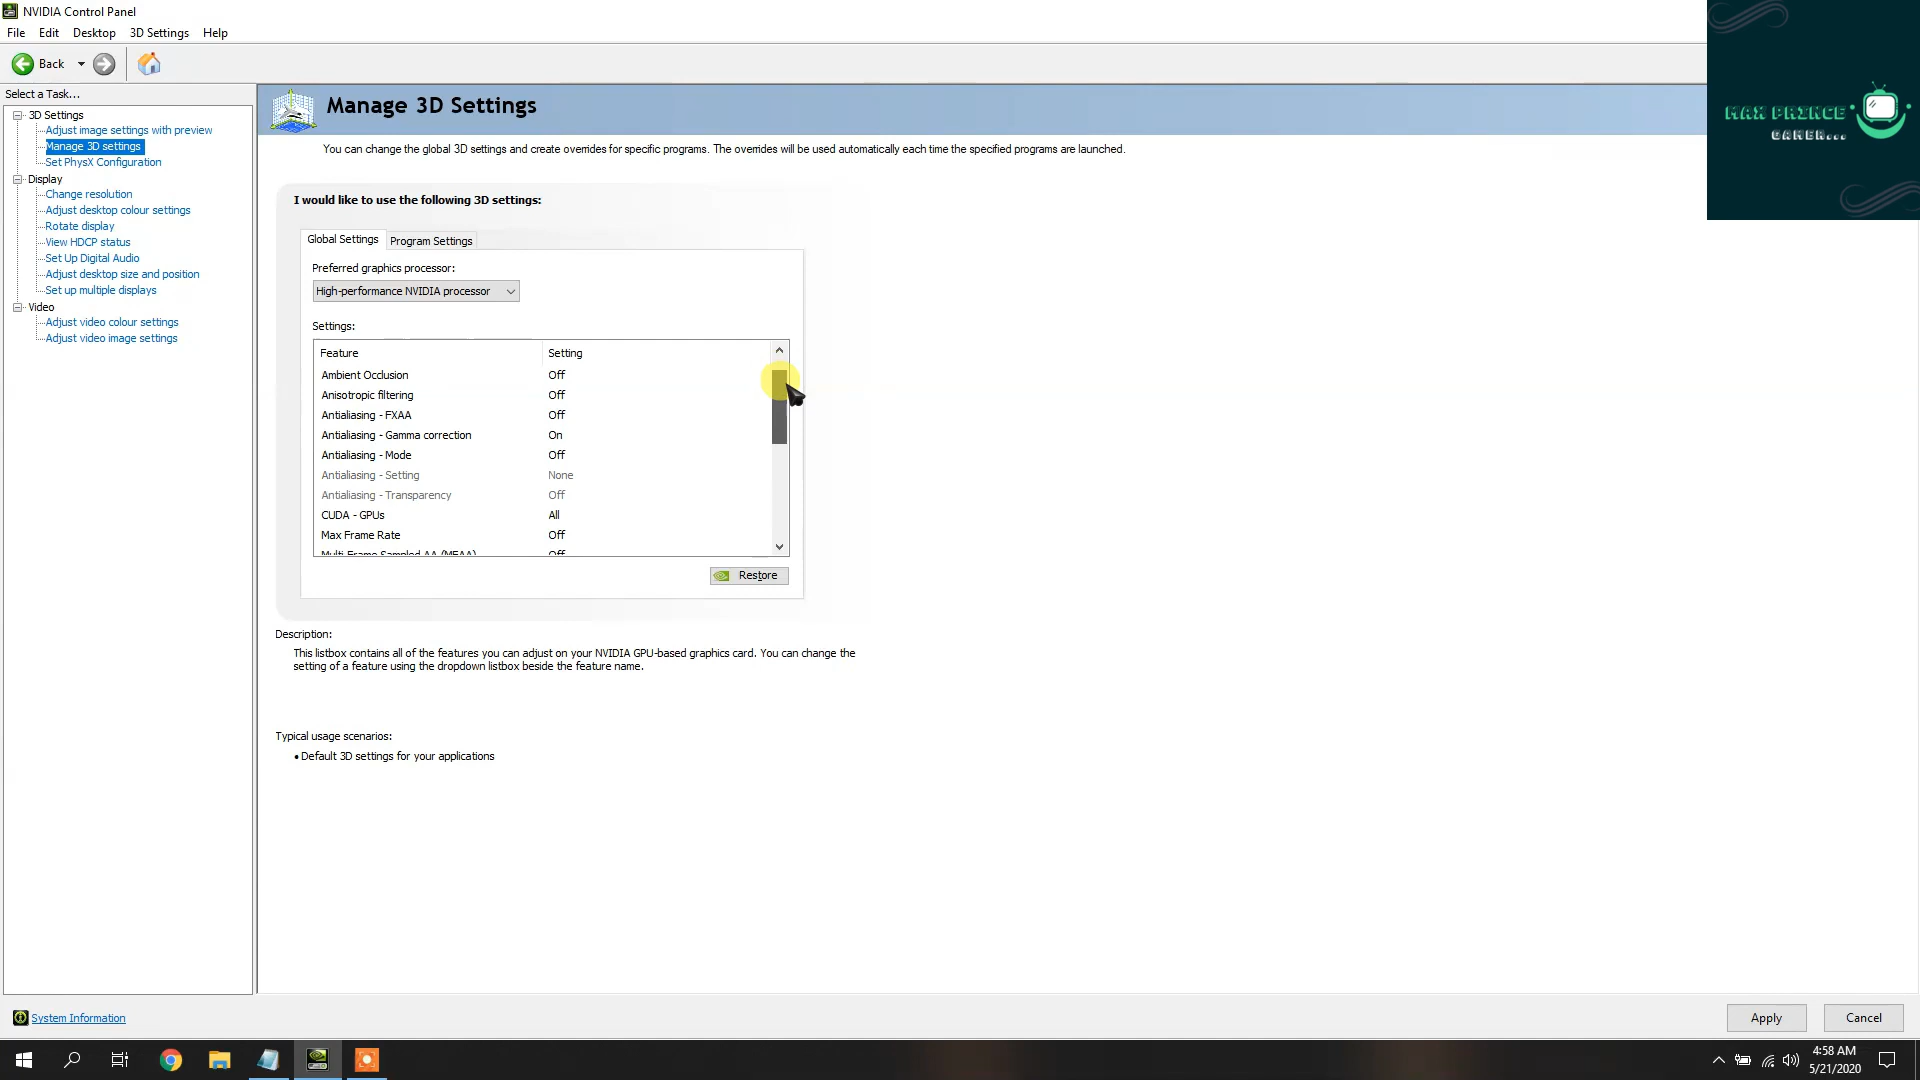 NVIDIA Control Panel
File Edit Desktop 3D Settings Help
Back
Select a Task...
3D Settings
Adjust image settings with preview
Manage 3D settings
Set PhysX Configuration
Display
Change resolution
Adjust desktop colour settings
Rotate display
View HDCP status
Set Up Digital Audio
Adjust desktop size and position
Set up multiple displays
Video
Adjust video colour settings
Adjust video image settings
System Information
Manage 3D Settings
You can change the global 3D settings and create overrides for specific programs. The overrides will be used automatically each time the specified programs are launched.
I would like to use the following 3D settings:
Global Settings Program Settings
Preferred graphics processor:
High-performance NVIDIA processor
Settings:
Feature Setting
Ambient Occlusion Off
Anisotropic filtering Off
Antialiasing - FXAA Off
Antialiasing - Gamma correction On
Antialiasing - Mode Off
Antialiasing - Setting None
Antialiasing - Transparency Off
CUDA - GPUs All
Max Frame Rate Off
Multi-Frame Sampled AA (MFAA) Off
Restore
Description:
This listbox contains all of the features you can adjust on your NVIDIA GPU-based graphics card. You can change the
setting of a feature using the dropdown listbox beside the feature name.
Typical usage scenarios:
• Default 3D settings for your applications
MAX PRINCE
GAMER...
Apply Cancel
4:58 AM
5/21/2020